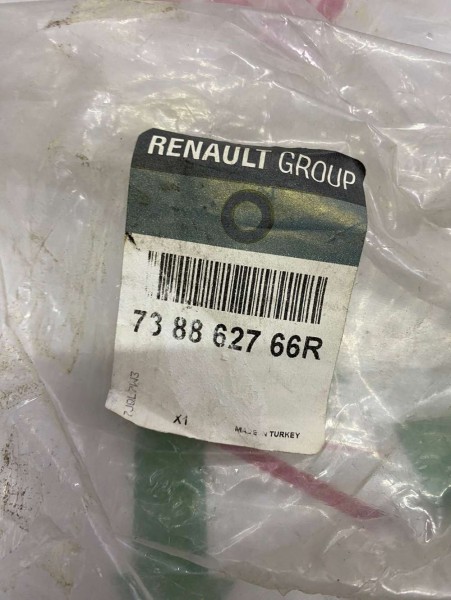 RENAULT GROUP
73 88 627 66R
X1
MADE IN TURKEY